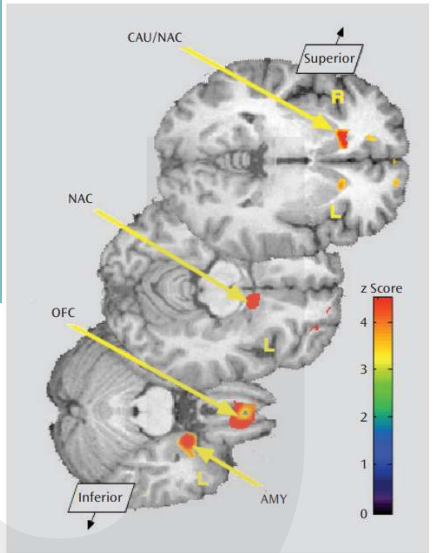 CAU/NAC
Superior
R
NAC
L
z Score
OFC
4
L
3
2
L
1
Inferior
AMY
0